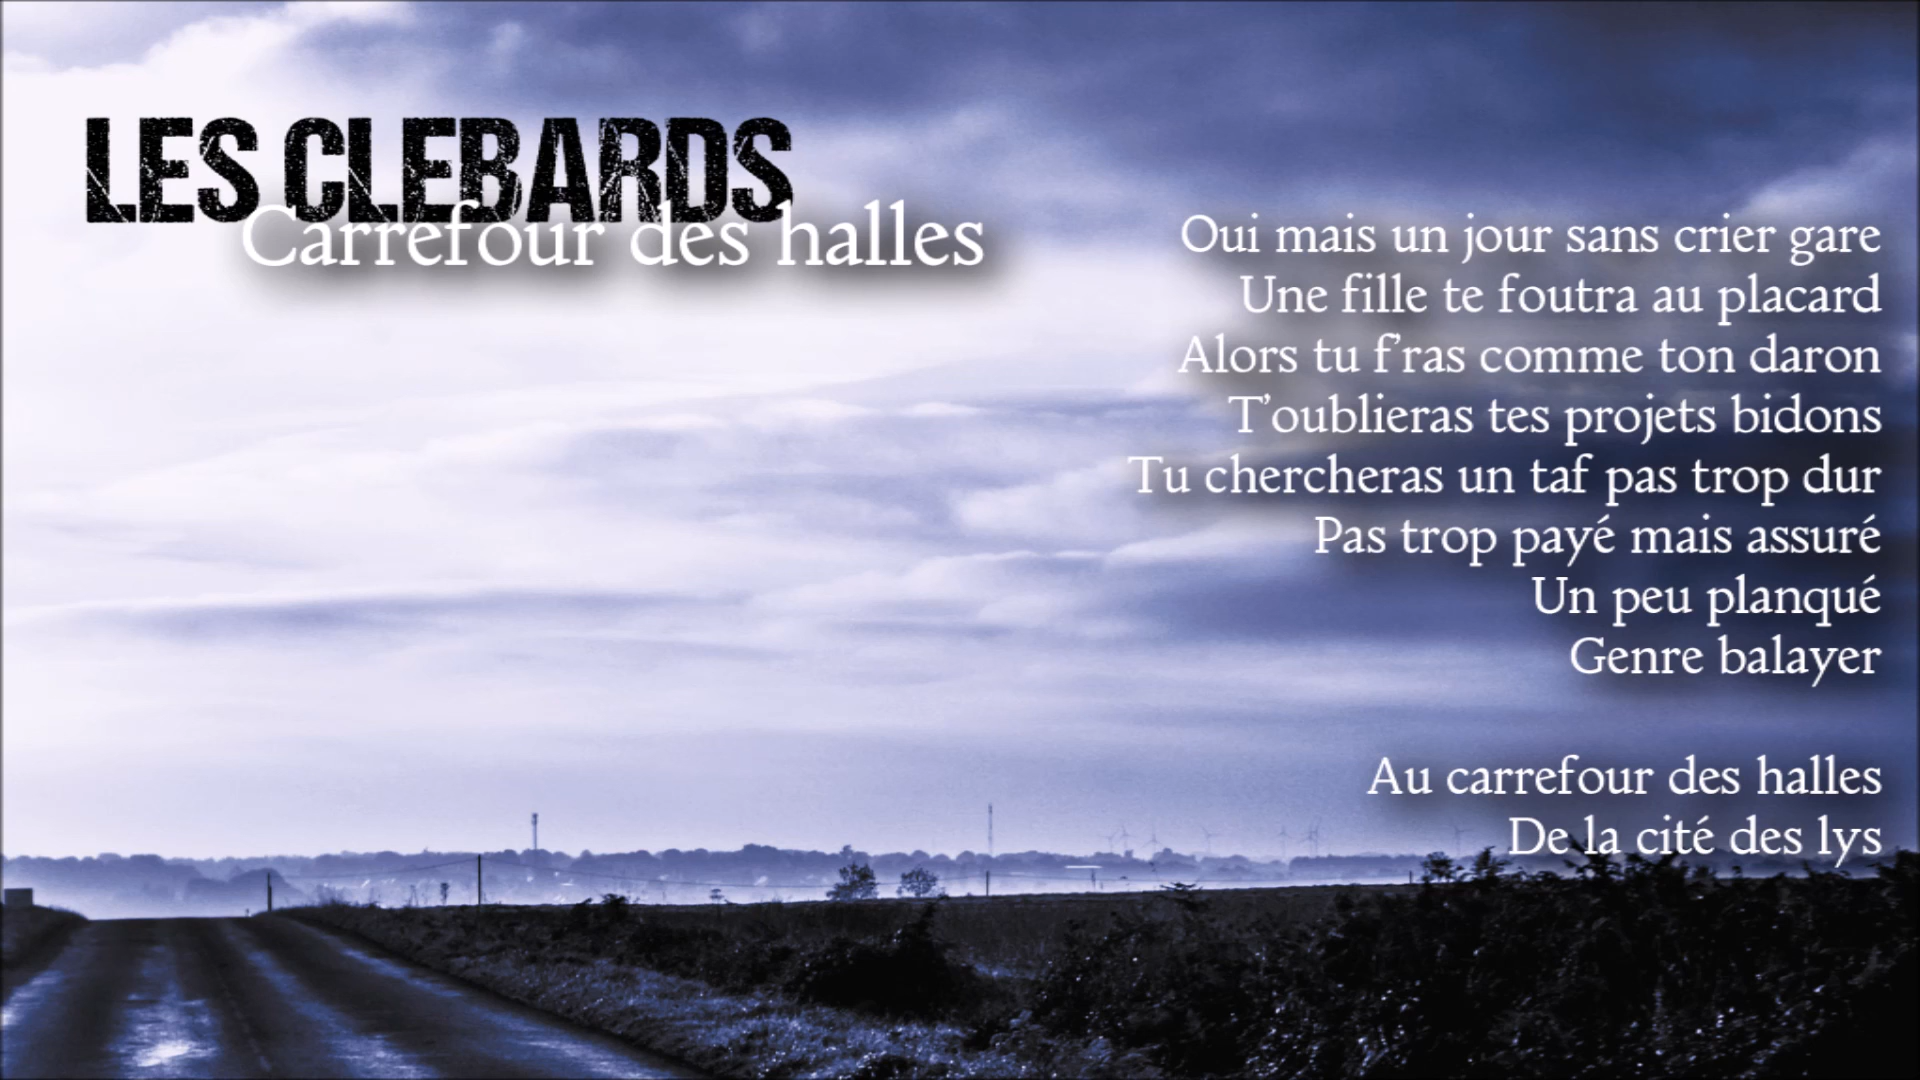 LES CLEBARDS
Carrefour des halles
Oui mais un jour sans crier gare
Une fille te foutra au placard
Alors tu f'ras comme ton daron
T'oublieras tes projets bidons
Tu chercheras un taf pas trop dur
Pas trop payé mais assuré
Un peu planqué
Genre balayer
Au carrefour des halles
De la cité des lys